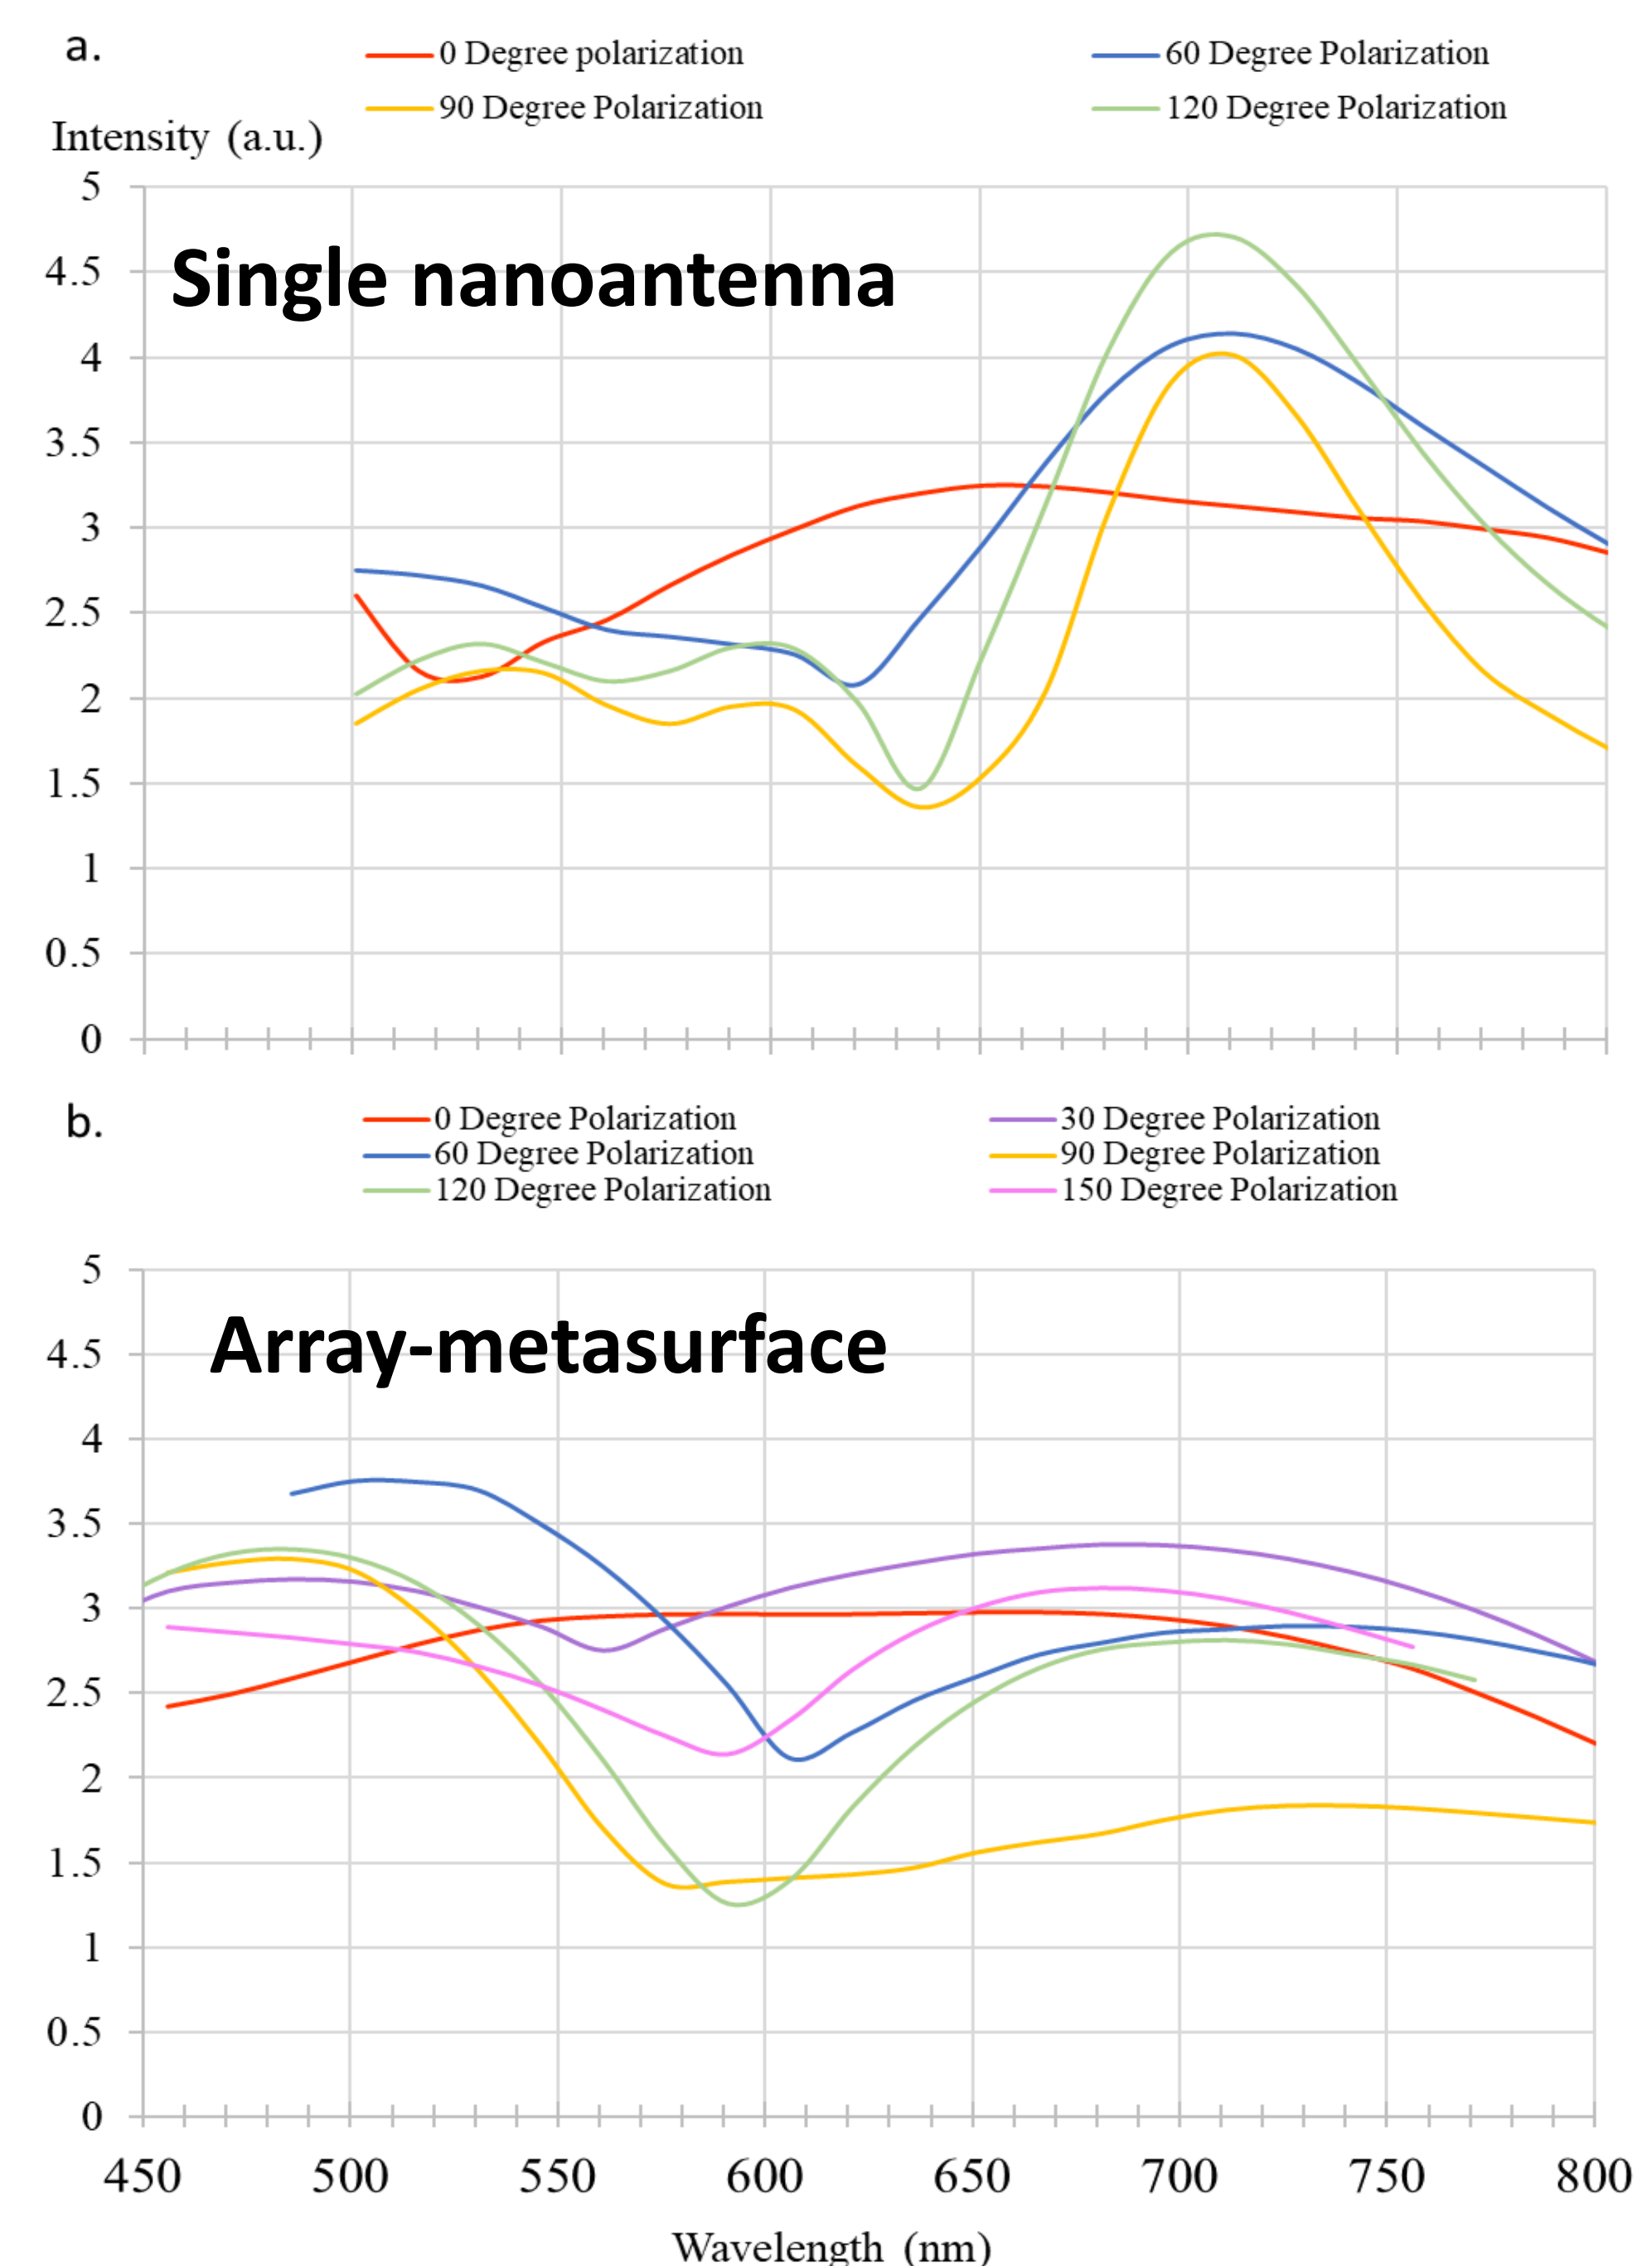 a.
0 Degree polarization
60 Degree Polarization
90 Degree Polarization
120 Degree Polarization
Intensity (a.u.)
5
4.5
4
3.5
3
2.5
2
1.5
1
0.5
0
Single nanoantenna
b.
0 Degree Polarization
30 Degree Polarization
60 Degree Polarization
90 Degree Polarization
120 Degree Polarization
150 Degree Polarization
5
4.5
4
3.5
3
2.5
2
1.5
1
0.5
0
Array-metasurface
450 500 550 600 650 700 750 800
Wavelength (nm)